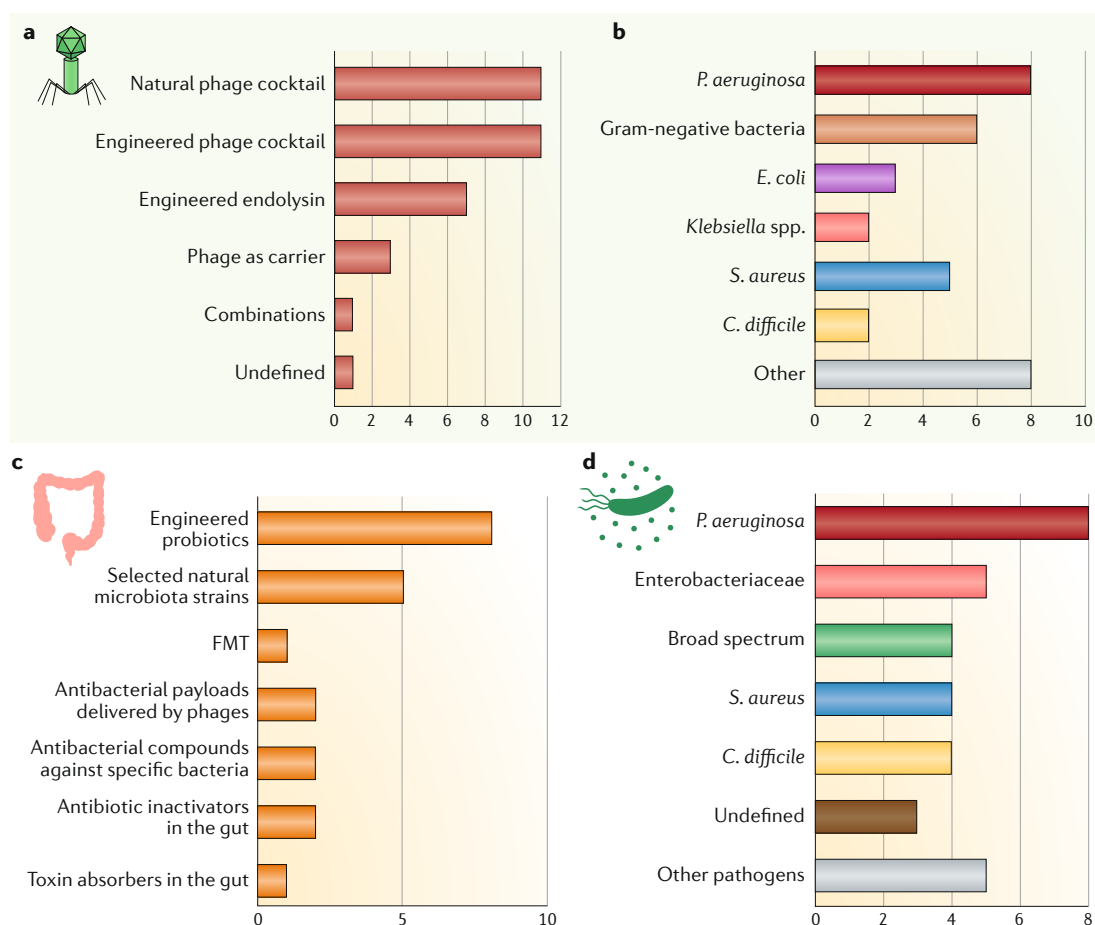 a
Natural phage cocktail
Engineered phage cocktail
Engineered endolysin
Phage as carrier
Combinations
Undefined
0 2 4 6 8 10 12
b
P. aeruginosa
Gram-negative bacteria
E. coli
Klebsiella spp.
S. aureus
C. difficile
Other
0 2 4 6 8 10
c
Engineered
probiotics
Selected natural
microbiota strains
FMT
Antibacterial payloads
delivered by phages
Antibacterial compounds
against specific bacteria
Antibiotic inactivators
in the gut
Toxin absorbers in the gut
0 5 10
d
P. aeruginosa
Enterobacteriaceae
Broad spectrum
S. aureus
C. difficile
Undefined
Other pathogens
0 2 4 6 8